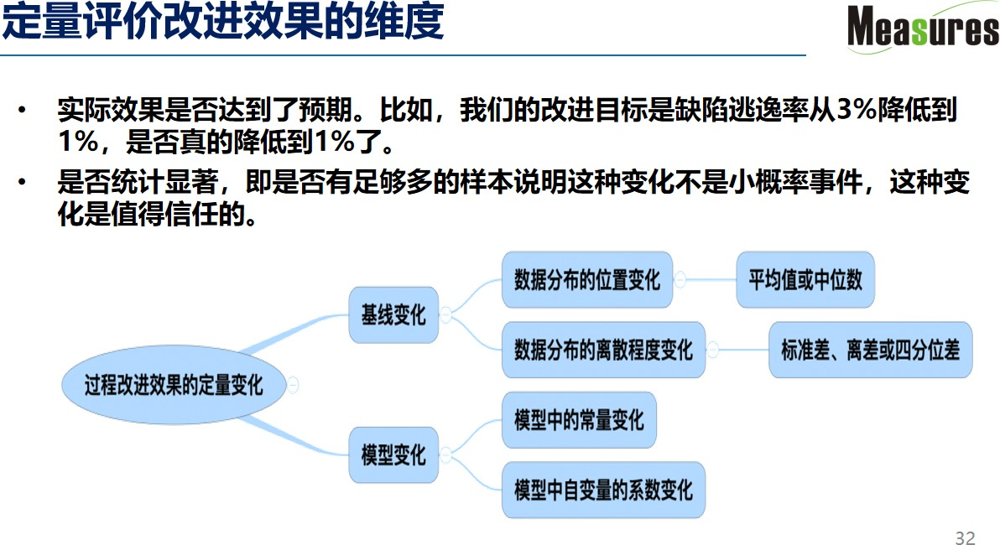 定量评价改进效果的维度
Measures
• 实际效果是否达到了预期。比如，我们的改进目标是缺陷逃逸率从3%降低到
1%，是否真的降低到1%了。
• 是否统计显著，即是否有足够多的样本说明这种变化不是小概率事件，这种变
化是值得信任的。
过程改进效果的定量变化
基线变化
数据分布的位置变化
平均值或中位数
数据分布的离散程度变化
标准差、离差或四分位差
模型变化
模型中的常量变化
模型中自变量的系数变化
32